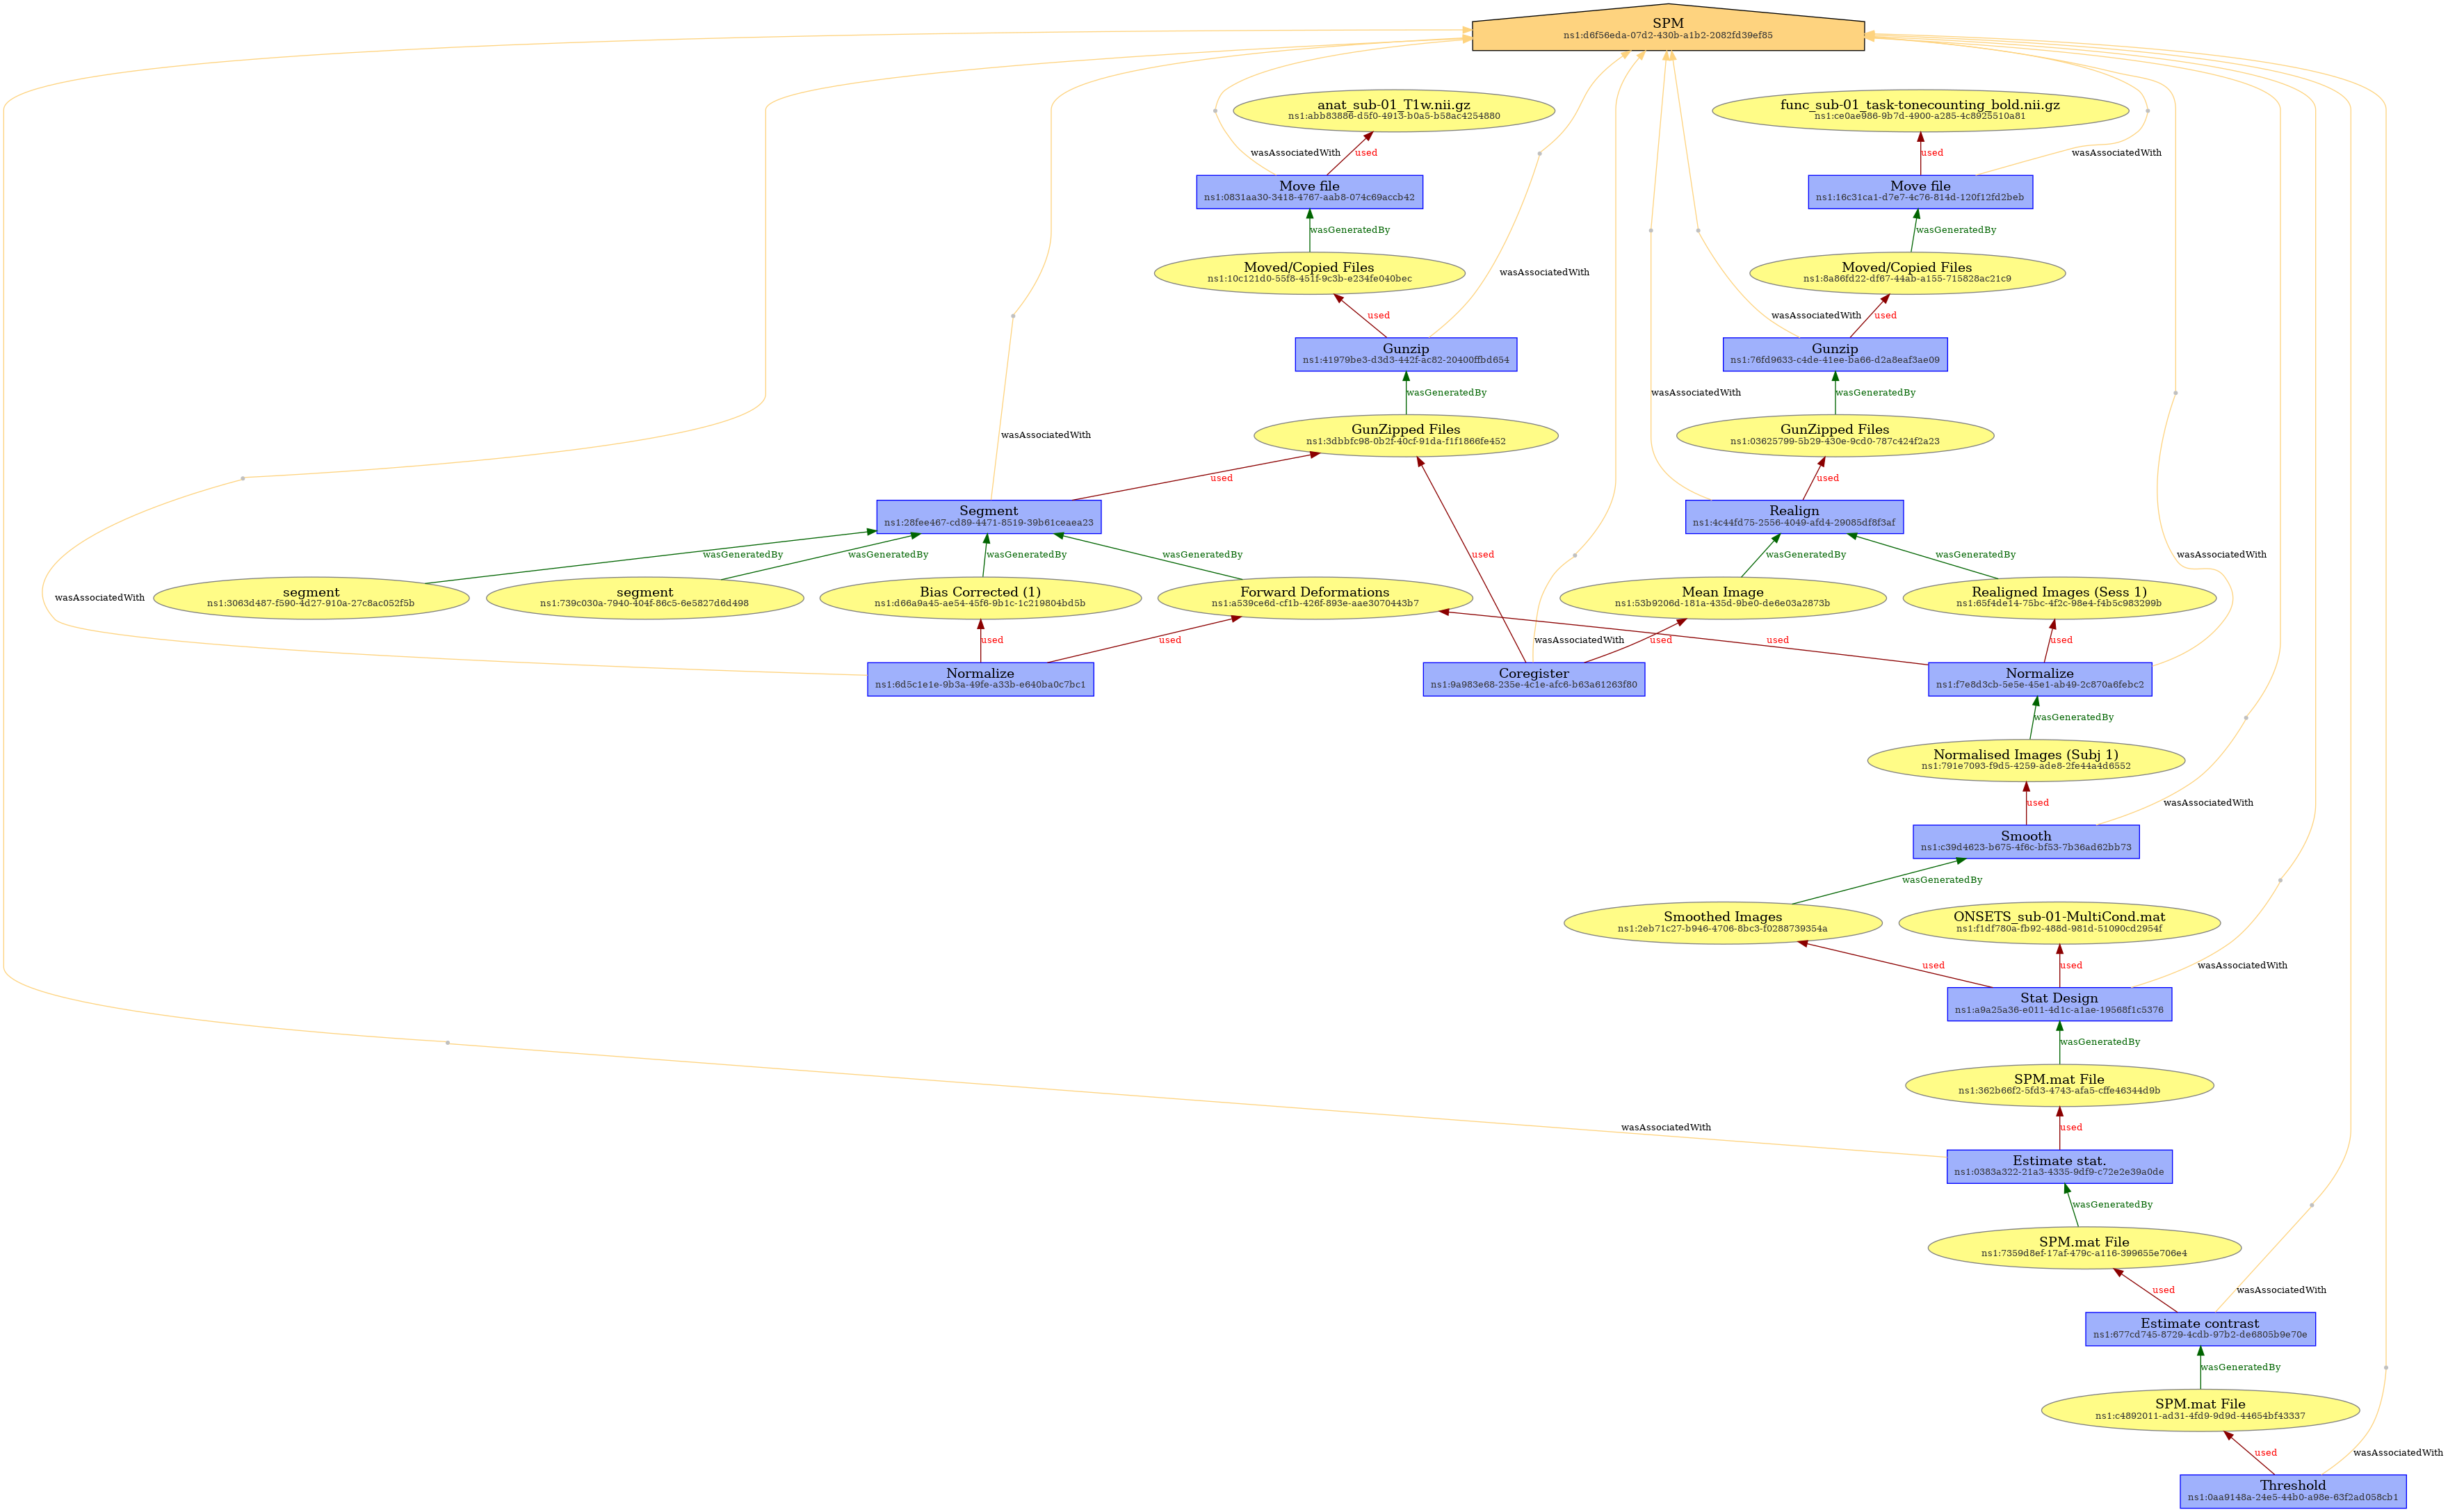 SPM
ns1:d6f56eda-07d2-430b-a1b2-2082fd39ef85
anat_sub-01_T1w.nii.gz
ns1:abb83886-d5f0-4913-b0a5-b58ac4254880
func_sub-01_task-tonecounting_bold.nii.gz
ns1:ce0ae986-9b7d-4900-a285-4c8925510a81
wasAssociatedWith
used
used
wasAssociatedWith
Move file
ns1:0831aa30-3418-4767-aab8-074c69accb42
Move file
ns1:16c31ca1-d7e7-4c76-814d-120f12fd2beb
wasGeneratedBy
wasGeneratedBy
Moved/Copied Files
ns1:10c121d0-55f8-451f-9c3b-e234fe040bec
wasAssociatedWith
Moved/Copied Files
ns1:8a86fd22-df67-44ab-a155-715828ac21c9
used
wasAssociatedWith
used
Gunzip
ns1:41979be3-d3d3-442f-ac82-20400ffbd654
Gunzip
ns1:76fd9633-c4de-41ee-ba66-d2a8eaf3ae09
wasGeneratedBy
wasAssociatedWith
wasGeneratedBy
wasAssociatedWith
GunZipped Files
ns1:3dbbfc98-0b2f-40cf-91da-f1f1866fe452
GunZipped Files
ns1:03625799-5b29-430e-9cd0-787c424f2a23
used
used
Segment
ns1:28fee467-cd89-4471-8519-39b61ceaea23
Realign
ns1:4c44fd75-2556-4049-afd4-29085df8f3af
wasGeneratedBy
wasGeneratedBy
wasGeneratedBy
wasGeneratedBy
used
wasGeneratedBy
wasGeneratedBy
wasAssociatedWith
wasAssociatedWith
segment
ns1:3063d487-f590-4d27-910a-27c8ac052f5b
segment
ns1:739c030a-7940-404f-86c5-6e5827d6d498
Bias Corrected (1)
ns1:d66a9a45-ae54-45f6-9b1c-1c219804bd5b
Forward Deformations
ns1:a539ce6d-cf1b-426f-893e-aae3070443b7
Mean Image
ns1:53b9206d-181a-435d-9be0-de6e03a2873b
Realigned Images (Sess 1)
ns1:65f4de14-75bc-4f2c-98e4-f4b5c983299b
used
used
wasAssociatedWith
used
used
used
Normalize
ns1:6d5c1e1e-9b3a-49fe-a33b-e640ba0c7bc1
Coregister
ns1:9a983e68-235e-4c1e-afc6-b63a61263f80
Normalize
ns1:f7e8d3cb-5e5e-45e1-ab49-2c870a6febc2
wasGeneratedBy
Normalised Images (Subj 1)
ns1:791e7093-f9d5-4259-ade8-2fe44a4d6552
used
wasAssociatedWith
Smooth
ns1:c39d4623-b675-4f6c-bf53-7b36ad62bb73
wasGeneratedBy
Smoothed Images
ns1:2eb71c27-b946-4706-8bc3-f0288739354a
ONSETS_sub-01-MultiCond.mat
ns1:f1df780a-fb92-488d-981d-51090cd2954f
used
used
wasAssociatedWith
Stat Design
ns1:a9a25a36-e011-4d1c-a1ae-19568f1c5376
wasGeneratedBy
SPM.mat File
ns1:362b66f2-5fd3-4743-afa5-cffe46344d9b
wasAssociatedWith
used
Estimate stat.
ns1:0383a322-21a3-4335-9df9-c72e2e39a0de
wasGeneratedBy
SPM.mat File
ns1:7359d8ef-17af-479c-a116-399655e706e4
used
wasAssociatedWith
Estimate contrast
ns1:677cd745-8729-4cdb-97b2-de6805b9e70e
wasGeneratedBy
SPM.mat File
ns1:c4892011-ad31-4fd9-9d9d-44654bf43337
used
wasAssociatedWith
Threshold
ns1:0aa9148a-24e5-44b0-a98e-63f2ad058cb1